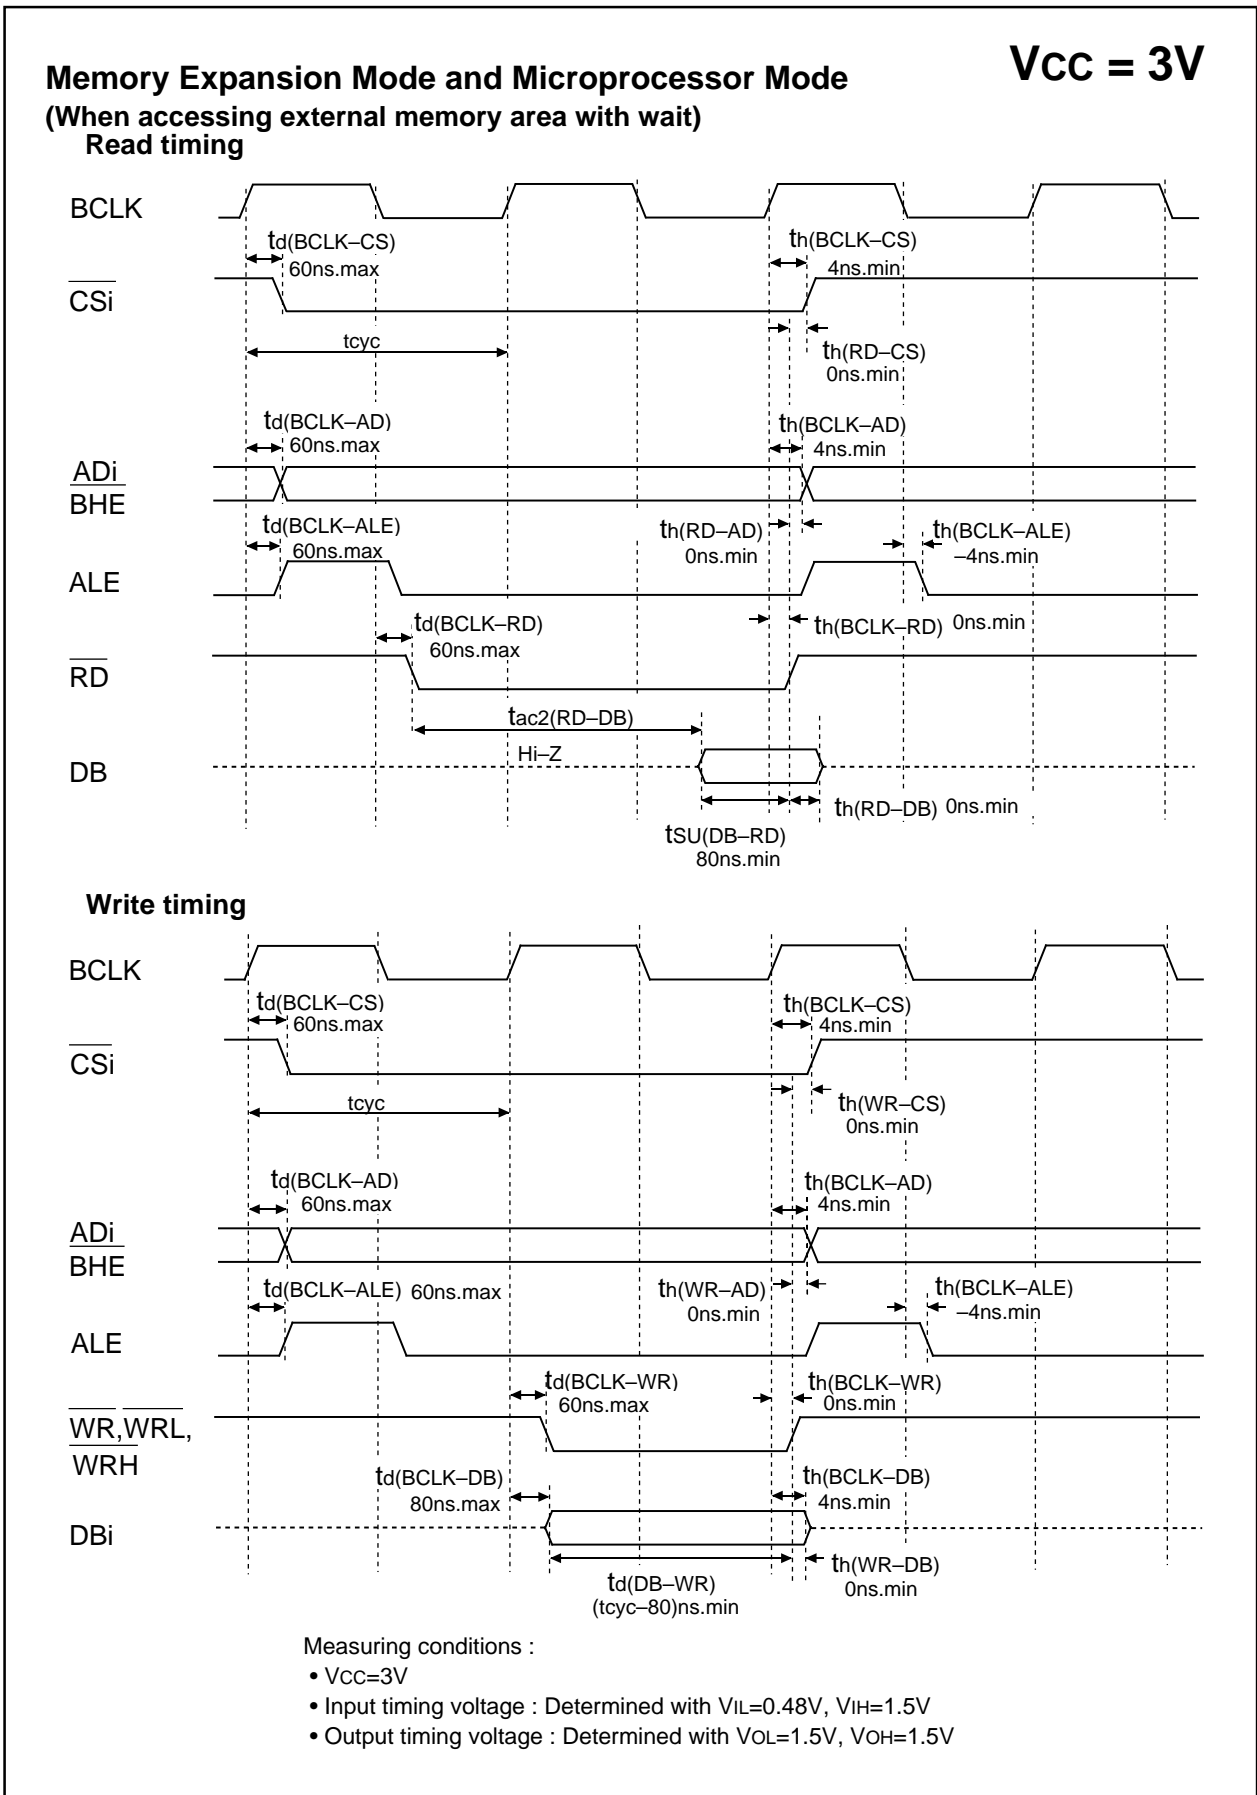 VCC = 3V
Memory Expansion Mode and Microprocessor Mode
(When accessing external memory area with wait)
Read timing
BCLK
td(BCLK–CS)
60ns.max
th(BCLK–CS)
4ns.min
CSi
tcyc
th(RD–CS)
0ns.min
td(BCLK–AD)
60ns.max
th(BCLK–AD)
4ns.min
ADi
BHE
td(BCLK–ALE)
60ns.max
th(RD–AD)
0ns.min
th(BCLK–ALE)
–4ns.min
ALE
td(BCLK–RD)
60ns.max
th(BCLK–RD) 0ns.min
RD
tac2(RD–DB)
Hi–Z
DB
th(RD–DB) 0ns.min
tSU(DB–RD)
80ns.min
Write timing
BCLK
td(BCLK–CS)
60ns.max
th(BCLK–CS)
4ns.min
CSi
tcyc
th(WR–CS)
0ns.min
td(BCLK–AD)
60ns.max
th(BCLK–AD)
4ns.min
ADi
BHE
td(BCLK–ALE) 60ns.max
th(WR–AD)
0ns.min
th(BCLK–ALE)
–4ns.min
ALE
td(BCLK–WR)
60ns.max
th(BCLK–WR)
0ns.min
WR,WRL,
WRH
td(BCLK–DB)
80ns.max
th(BCLK–DB)
4ns.min
DBi
td(DB–WR)
(tcyc–80)ns.min
th(WR–DB)
0ns.min
Measuring conditions :
• VCC=3V
• Input timing voltage : Determined with VIL=0.48V, VIH=1.5V
• Output timing voltage : Determined with VOL=1.5V, VOH=1.5V